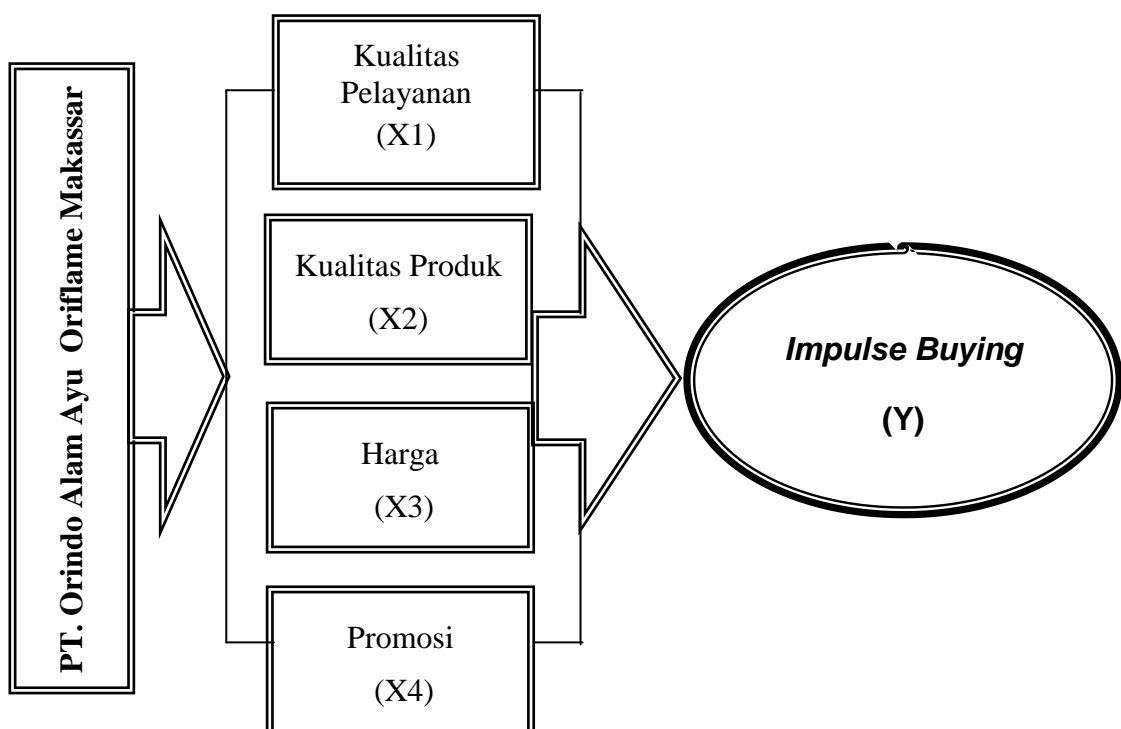 PT. Orindo Alam Ayu Oriflame Makassar
Kualitas
Pelayanan
(X1)
Kualitas Produk
(X2)
Harga
(X3)
Promosi
(X4)
Impulse Buying
(Y)